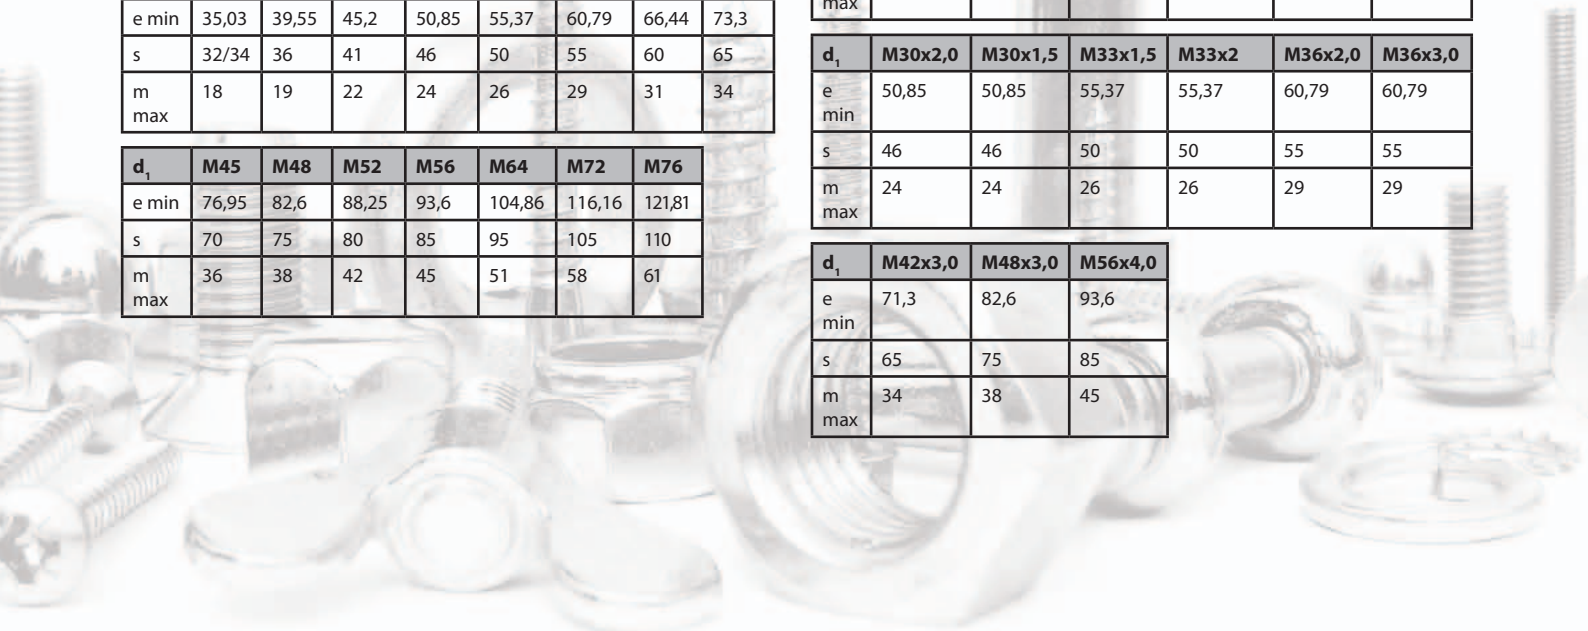 e min 35,03 39,55 45,2 50,85 55,37 60,79 66,44 73,3
s 32/34 36 41 46 50 55 60 65
m max 18 19 22 24 26 29 31 34
d1 M45 M48 M52 M56 M64 M72 M76
e min 76,95 82,6 88,25 93,6 104,86 116,16 121,81
s 70 75 80 85 95 105 110
m max 36 38 42 45 51 58 61
max
d1 M30x2,0 M30x1,5 M33x1,5 M33x2 M36x2,0 M36x3,0
e min 50,85 50,85 55,37 55,37 60,79 60,79
s 46 46 50 50 55 55
m max 24 24 26 26 29 29
d1 M42x3,0 M48x3,0 M56x4,0
e min 71,3 82,6 93,6
s 65 75 85
m max 34 38 45